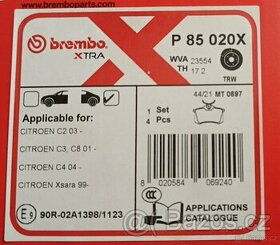 www.bremboparts.com
brembo
XTRA
P 85 020X
WVA 23554
TH 17.2
TRW
44/21 MT 0697
Applicable for:
1 Set
4 Pcs
CITROEN C2 03 -
CITROEN C3, C8 01 -
CITROEN C4 04 -
CITROEN Xsara 99-
8 020584 069240
E9 90R-02A1398/1123
APPLICATIONS
CATALOGUE